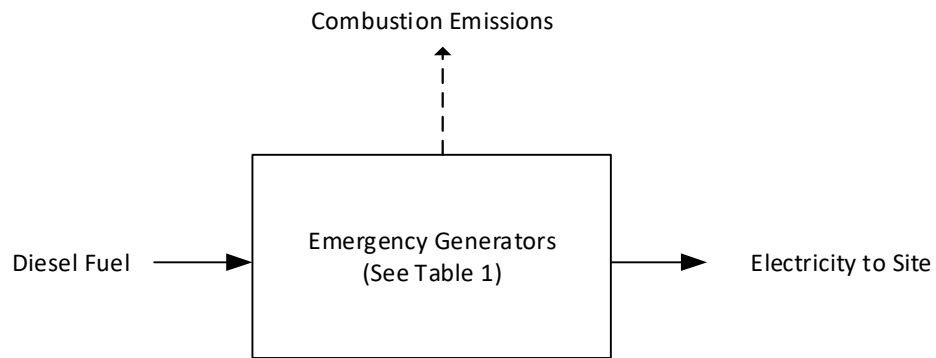 Combustion Emissions
Emergency Generators
(See Table 1)
Diesel Fuel
Electricity to Site